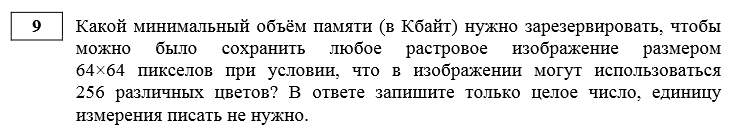 9 Какой минимальный объём памяти (в Кбайт) нужно зарезервировать, чтобы
можно было сохранить любое растровое изображение размером
64×64 пикселов при условии, что в изображении могут использоваться
256 различных цветов? В ответе запишите только целое число, единицу
измерения писать не нужно.